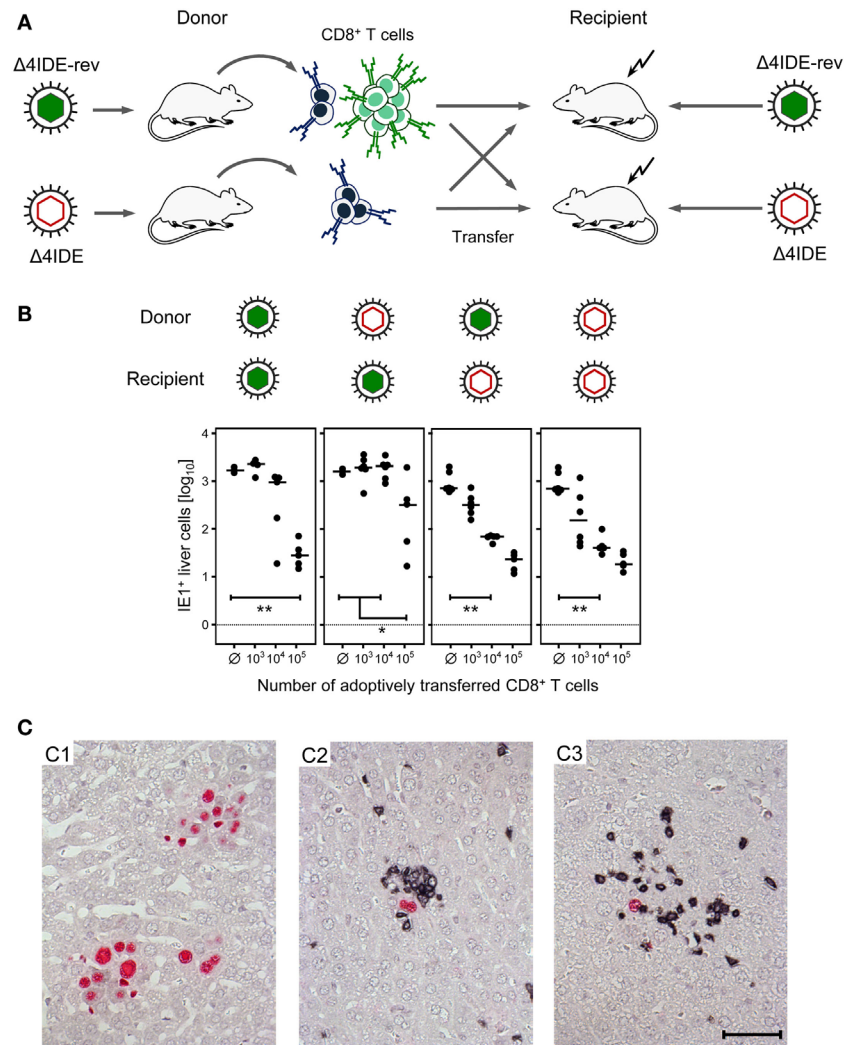 A
Donor
Recipient
CD8⁺ T cells
Δ4IDE-rev
Δ4IDE-rev
Transfer
Δ4IDE
Δ4IDE
B
Donor
Recipient
IE1⁺ liver cells [log₁₀]
4
3
2
1
0
** * ** **
∅ 10³ 10⁴ 10⁵ ∅ 10³ 10⁴ 10⁵ ∅ 10³ 10⁴ 10⁵ ∅ 10³ 10⁴ 10⁵
Number of adoptively transferred CD8⁺ T cells
C
C1 C2 C3